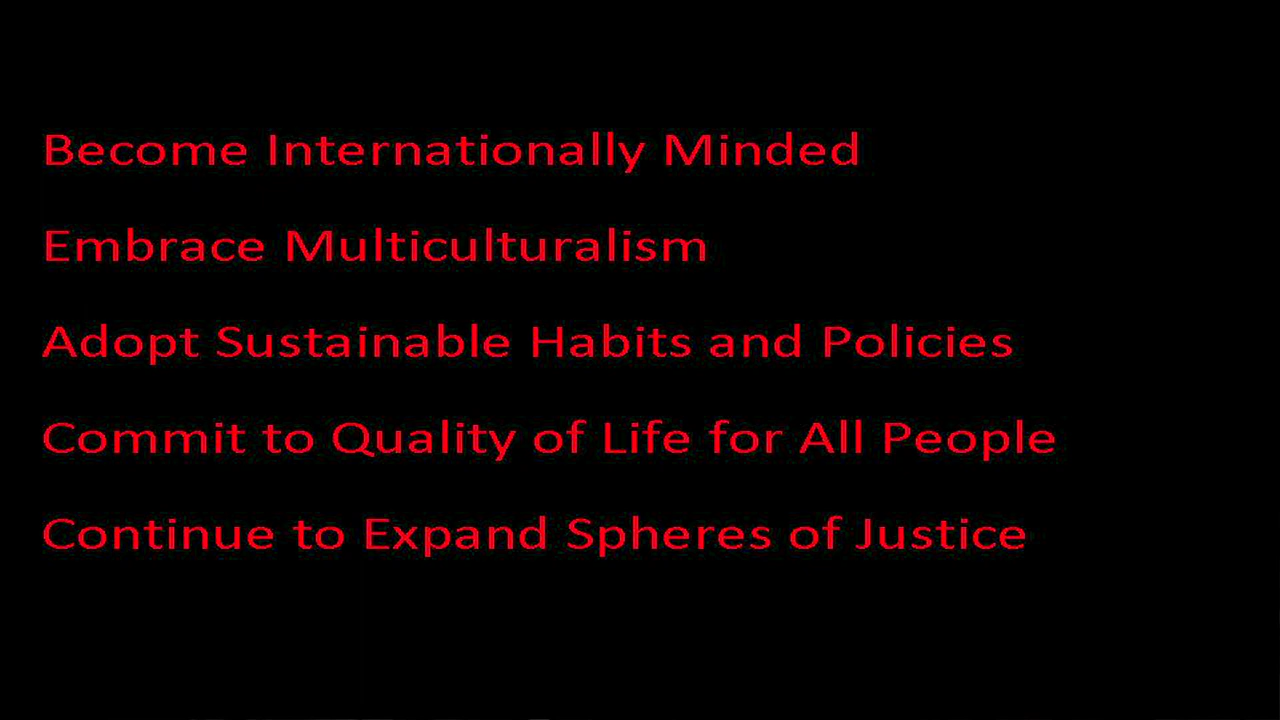 Become Internationally Minded
Embrace Multiculturalism
Adopt Sustainable Habits and Policies
Commit to Quality of Life for All People
Continue to Expand Spheres of Justice